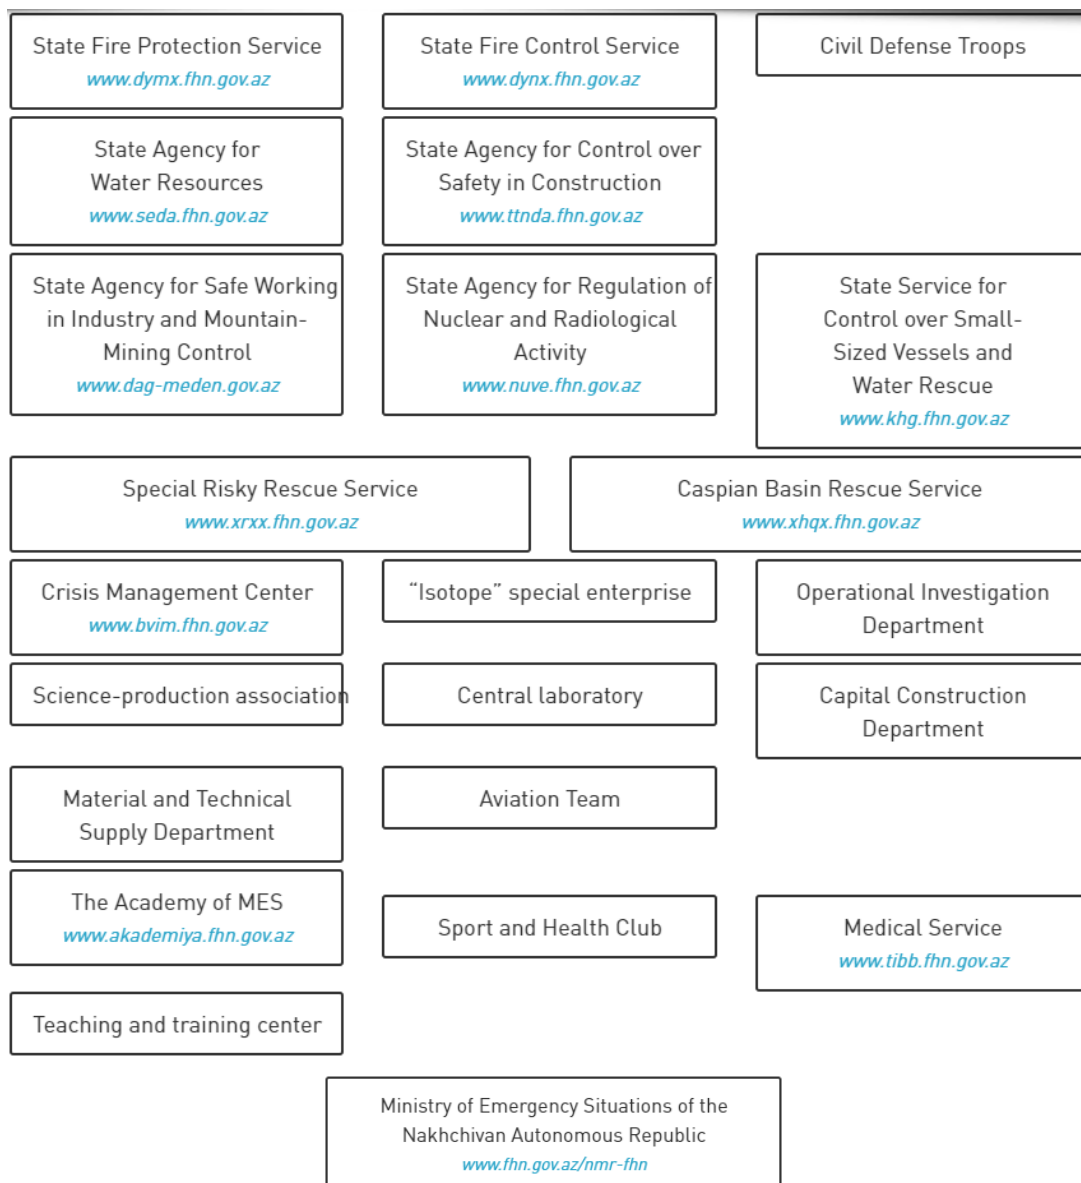 State Fire Protection Service
www.dymx.fhn.gov.az
State Fire Control Service
www.dynx.fhn.gov.az
Civil Defense Troops
State Agency for
Water Resources
www.seda.fhn.gov.az
State Agency for Control over
Safety in Construction
www.ttnda.fhn.gov.az
State Agency for Safe Working
in Industry and Mountain-
Mining Control
www.dag-meden.gov.az
State Agency for Regulation of
Nuclear and Radiological
Activity
www.nuve.fhn.gov.az
State Service for
Control over Small-
Sized Vessels and
Water Rescue
www.khg.fhn.gov.az
Special Risky Rescue Service
www.xrxx.fhn.gov.az
Caspian Basin Rescue Service
www.xhqx.fhn.gov.az
Crisis Management Center
www.bvim.fhn.gov.az
“Isotope” special enterprise
Operational Investigation
Department
Science-production association
Central laboratory
Capital Construction
Department
Material and Technical
Supply Department
Aviation Team
The Academy of MES
www.akademiya.fhn.gov.az
Sport and Health Club
Medical Service
www.tibb.fhn.gov.az
Teaching and training center
Ministry of Emergency Situations of the
Nakhchivan Autonomous Republic
www.fhn.gov.az/nmr-fhn